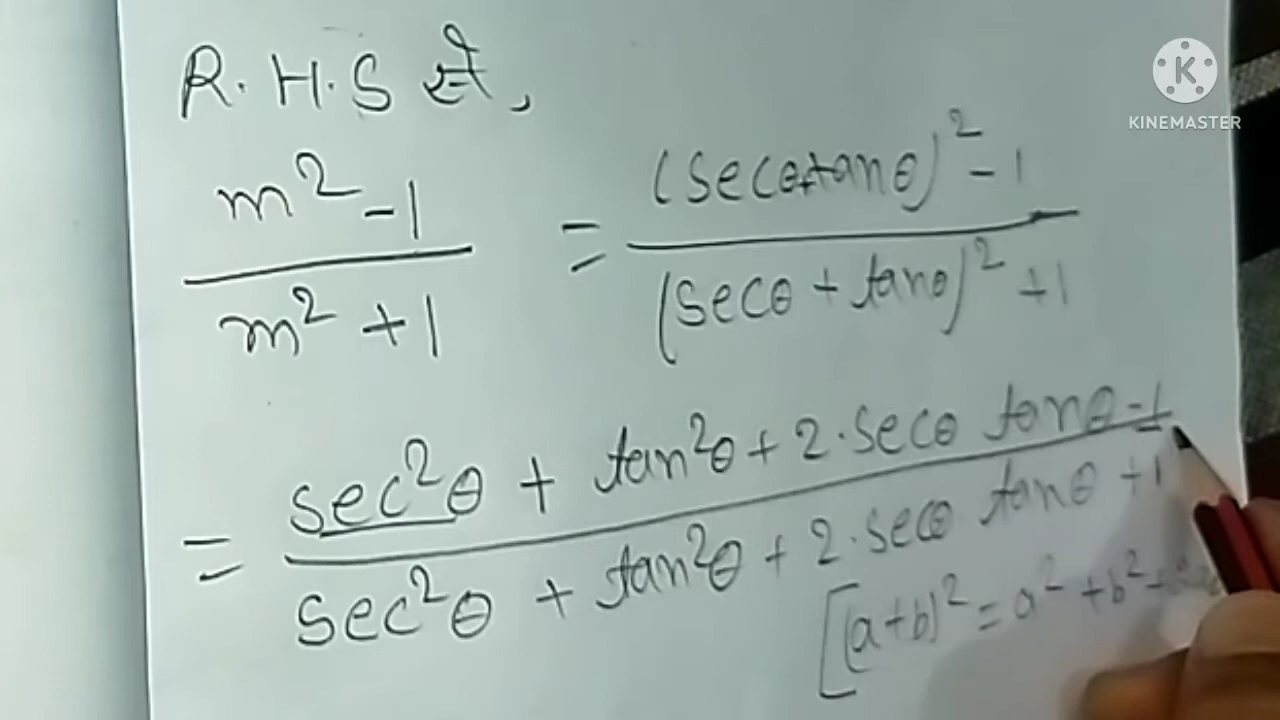 R.H.S से,
m² - 1 / m² + 1 = (secθ + tanθ)² - 1 / (secθ + tanθ)² + 1
= sec²θ + tan²θ + 2·secθ tanθ - 1 / sec²θ + tan²θ + 2·secθ tanθ + 1
[(a+b)² = a² + b² +
KINEMASTER